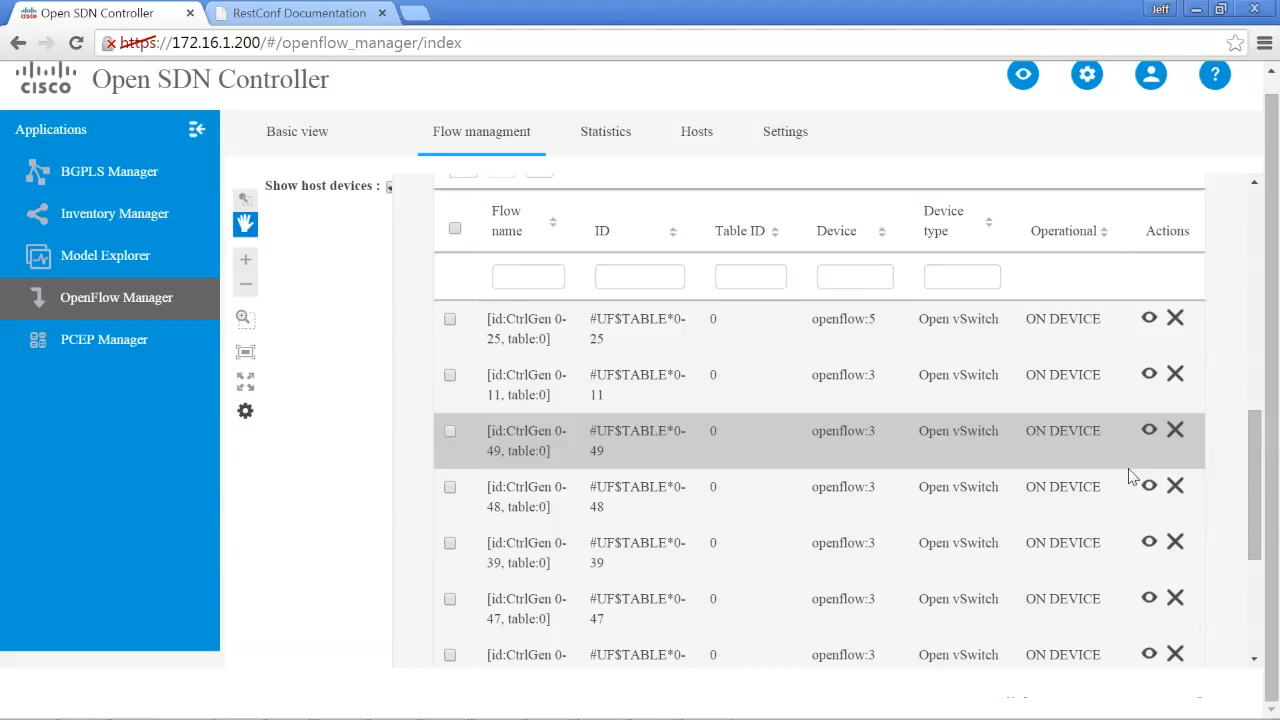 Open SDN Controller
RestConf Documentation
Jeff
https://172.16.1.200/#/openflow_manager/index
CISCO
Open SDN Controller
?
Applications
BGPLS Manager
Inventory Manager
Model Explorer
OpenFlow Manager
PCEP Manager
Basic view
Flow managment
Statistics
Hosts
Settings
Show host devices :
Flow name
ID
Table ID
Device
Device type
Operational
Actions
[id:CtrlGen 0- #UF$TABLE*0- 0 openflow:5 Open vSwitch ON DEVICE
25, table:0] 25
[id:CtrlGen 0- #UF$TABLE*0- 0 openflow:3 Open vSwitch ON DEVICE
11, table:0] 11
[id:CtrlGen 0- #UF$TABLE*0- 0 openflow:3 Open vSwitch ON DEVICE
49, table:0] 49
[id:CtrlGen 0- #UF$TABLE*0- 0 openflow:3 Open vSwitch ON DEVICE
48, table:0] 48
[id:CtrlGen 0- #UF$TABLE*0- 0 openflow:3 Open vSwitch ON DEVICE
39, table:0] 39
[id:CtrlGen 0- #UF$TABLE*0- 0 openflow:3 Open vSwitch ON DEVICE
47, table:0] 47
[id:CtrlGen 0- #UF$TABLE*0- 0 openflow:3 Open vSwitch ON DEVICE